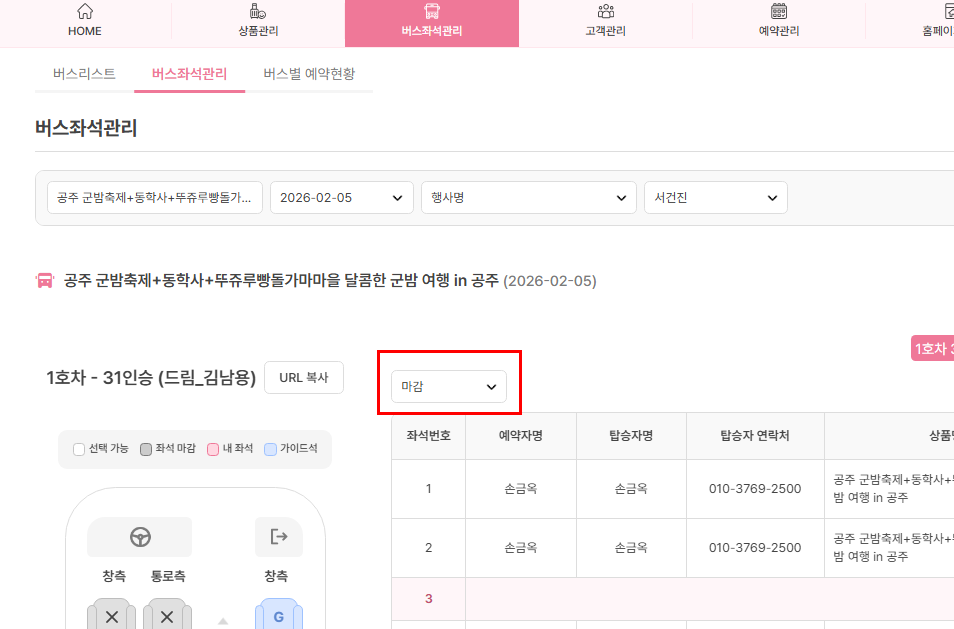 HOME
상품관리
버스좌석관리
고객관리
예약관리
홈페이
버스리스트
버스좌석관리
버스별 예약현황
버스좌석관리
공주 군밤축제+동학사+뚜쥬루빵돌가...
2026-02-05
행사명
서건진
공주 군밤축제+동학사+뚜쥬루빵돌가마마을 달콤한 군밤 여행 in 공주 (2026-02-05)
1호차 3
1호차 - 31인승 (드림_김남용)
URL 복사
마감
선택 가능
좌석 마감
내 좌석
가이드석
창측
통로측
창측
G
좌석번호
예약자명
탑승자명
탑승자 연락처
상품명
1
손금옥
손금옥
010-3769-2500
공주 군밤축제+동학사+
밤 여행 in 공주
2
손금옥
손금옥
010-3769-2500
공주 군밤축제+동학사+
밤 여행 in 공주
3